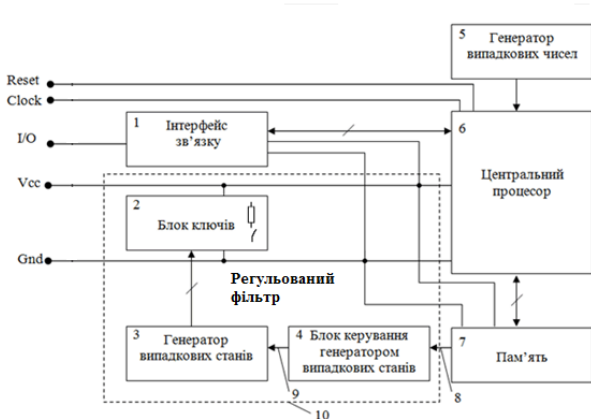 5 Генератор
випадкових чисел
Reset
Clock
I/O
Vcc
Gnd
1 Інтерфейс
зв’язку
6
Центральний
процесор
2
Блок ключів
Регульований
фільтр
3 Генератор
випадкових станів
4 Блок керування
генератором
випадкових станів
7
Пам’ять
9
8
10